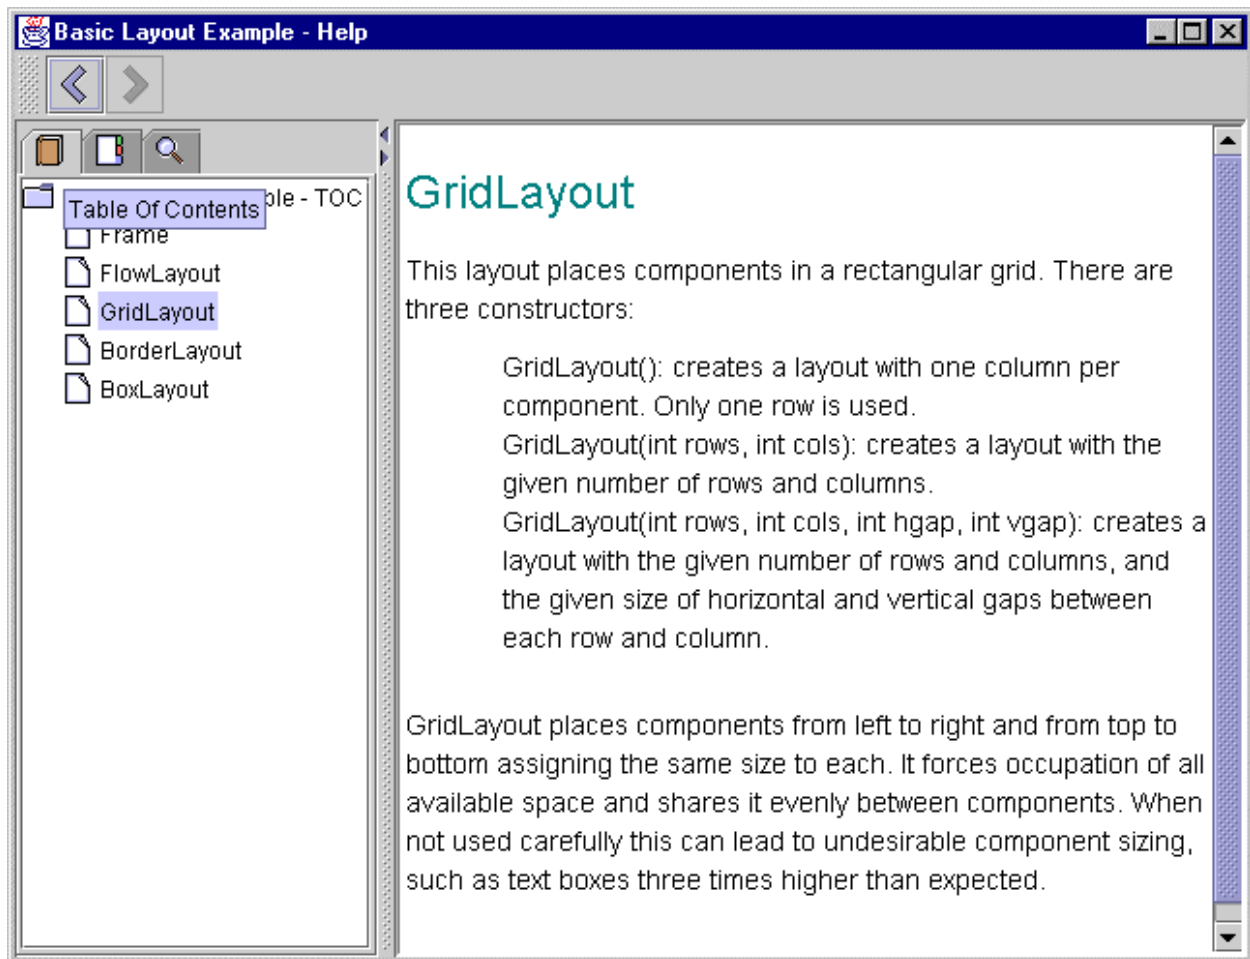 Basic Layout Example - Help
Table Of Contents
ple - TOC
Frame
FlowLayout
GridLayout
BorderLayout
BoxLayout
GridLayout
This layout places components in a rectangular grid. There are
three constructors:
GridLayout(): creates a layout with one column per
component. Only one row is used.
GridLayout(int rows, int cols): creates a layout with the
given number of rows and columns.
GridLayout(int rows, int cols, int hgap, int vgap): creates a
layout with the given number of rows and columns, and
the given size of horizontal and vertical gaps between
each row and column.
GridLayout places components from left to right and from top to
bottom assigning the same size to each. It forces occupation of all
available space and shares it evenly between components. When
not used carefully this can lead to undesirable component sizing,
such as text boxes three times higher than expected.